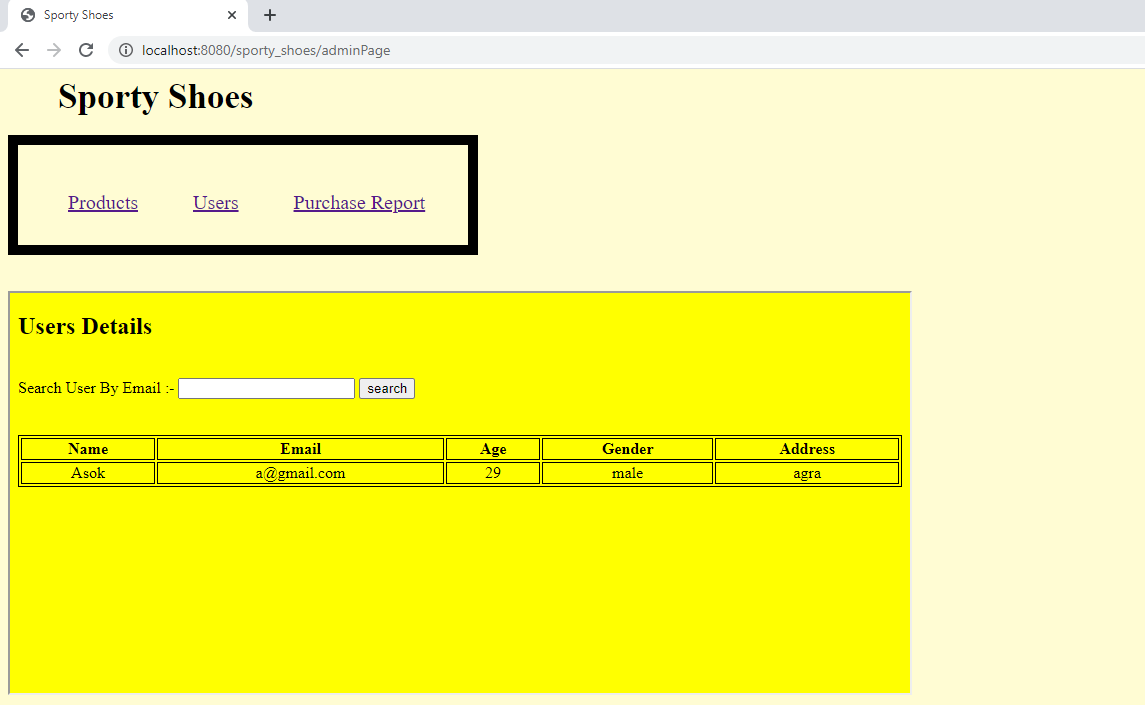 Sporty Shoes
localhost:8080/sporty_shoes/adminPage
Sporty Shoes
Products Users Purchase Report
Users Details
Search User By Email :- search
Name Email Age Gender Address
Asok a@gmail.com 29 male agra